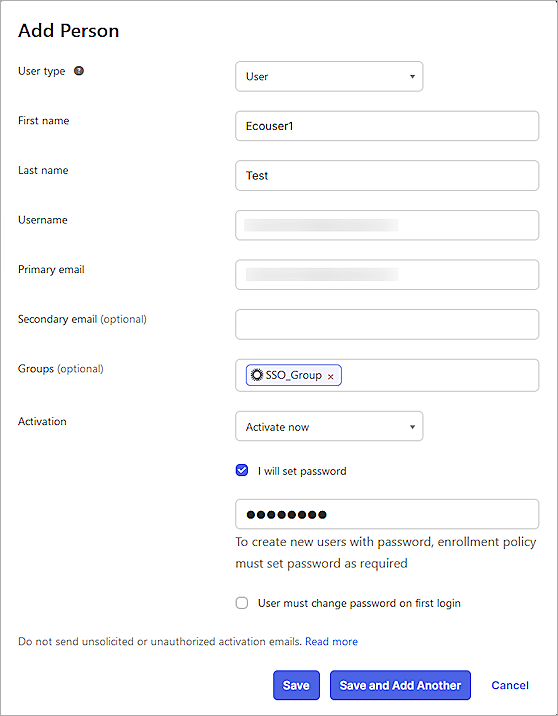 Add Person
User type ?
User
First name
Ecouser1
Last name
Test
Username
Primary email
Secondary email (optional)
Groups (optional)
SSO_Group ×
Activation
Activate now
I will set password
●●●●●●●●
To create new users with password, enrollment policy
must set password as required
User must change password on first login
Do not send unsolicited or unauthorized activation emails. Read more
Save
Save and Add Another
Cancel